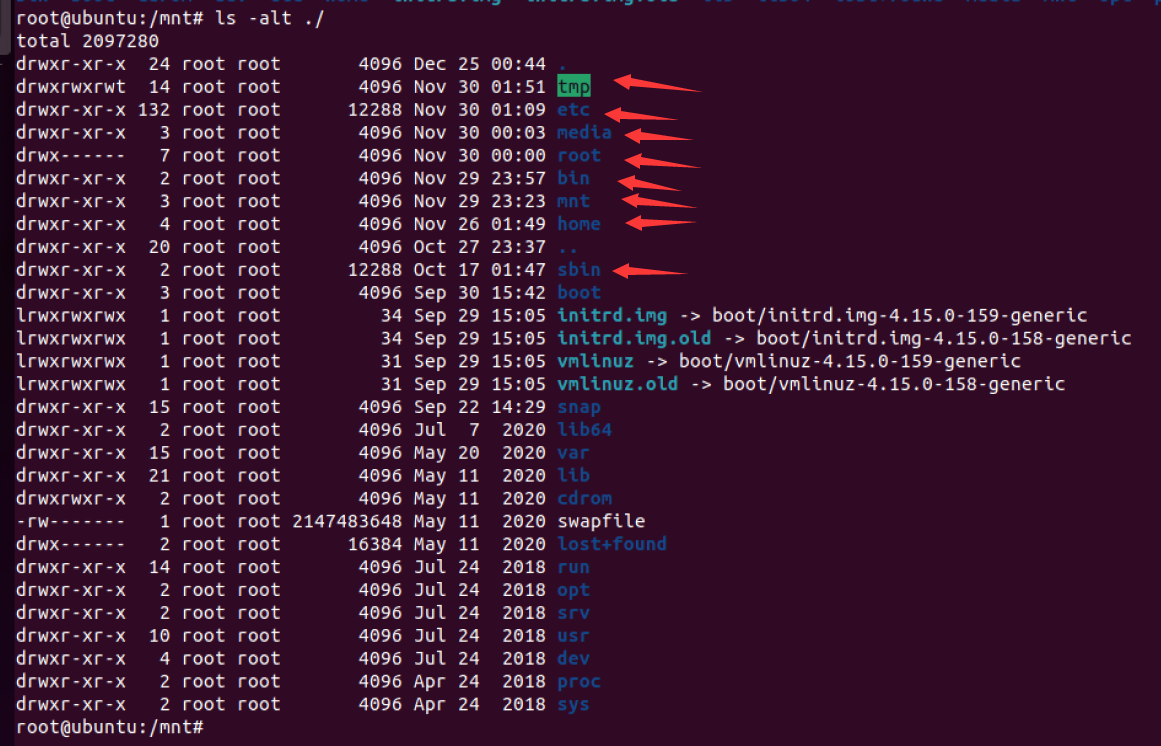 root@ubuntu:/mnt# ls -alt ./
total 2097280
drwxr-xr-x  24 root root       4096 Dec 25 00:44 .
drwxrwxrwt  14 root root       4096 Nov 30 01:51 tmp
drwxr-xr-x 132 root root      12288 Nov 30 01:09 etc
drwxr-xr-x   3 root root       4096 Nov 30 00:03 media
drwx------   7 root root       4096 Nov 30 00:00 root
drwxr-xr-x   2 root root       4096 Nov 29 23:57 bin
drwxr-xr-x   3 root root       4096 Nov 29 23:23 mnt
drwxr-xr-x   4 root root       4096 Nov 26 01:49 home
drwxr-xr-x  20 root root       4096 Oct 27 23:37 ..
drwxr-xr-x   2 root root      12288 Oct 17 01:47 sbin
drwxr-xr-x   3 root root       4096 Sep 30 15:42 boot
lrwxrwxrwx   1 root root         34 Sep 29 15:05 initrd.img -> boot/initrd.img-4.15.0-159-generic
lrwxrwxrwx   1 root root         34 Sep 29 15:05 initrd.img.old -> boot/initrd.img-4.15.0-158-generic
lrwxrwxrwx   1 root root         31 Sep 29 15:05 vmlinuz -> boot/vmlinuz-4.15.0-159-generic
lrwxrwxrwx   1 root root         31 Sep 29 15:05 vmlinuz.old -> boot/vmlinuz-4.15.0-158-generic
drwxr-xr-x  15 root root       4096 Sep 22 14:29 snap
drwxr-xr-x   2 root root       4096 Jul  7  2020 lib64
drwxr-xr-x  15 root root       4096 May 20  2020 var
drwxr-xr-x  21 root root       4096 May 11  2020 lib
drwxrwxr-x   2 root root       4096 May 11  2020 cdrom
-rw-------   1 root root 2147483648 May 11  2020 swapfile
drwx------   2 root root      16384 May 11  2020 lost+found
drwxr-xr-x  14 root root       4096 Jul 24  2018 run
drwxr-xr-x   2 root root       4096 Jul 24  2018 opt
drwxr-xr-x   2 root root       4096 Jul 24  2018 srv
drwxr-xr-x  10 root root       4096 Jul 24  2018 usr
drwxr-xr-x   4 root root       4096 Jul 24  2018 dev
drwxr-xr-x   2 root root       4096 Apr 24  2018 proc
drwxr-xr-x   2 root root       4096 Apr 24  2018 sys
root@ubuntu:/mnt#